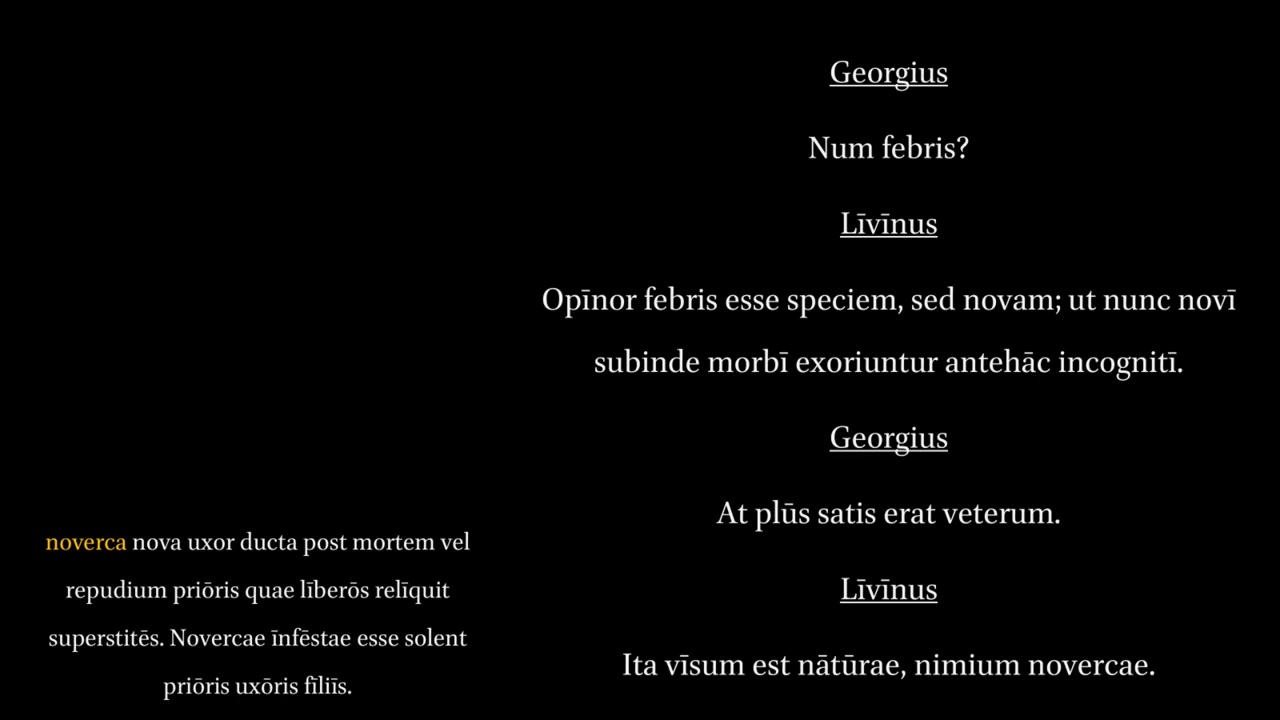 Georgius
Num febris?
Līvīnus
Opīnor febris esse speciem, sed novam; ut nunc novī
subinde morbī exoriuntur antehāc incognitī.
Georgius
At plūs satis erat veterum.
Līvīnus
Ita vīsum est nātūrae, nimium novercae.
noverca nova uxor ducta post mortem vel
repudium priōris quae līberōs relīquit
superstitēs. Novercae īnfēstae esse solent
priōris uxōris fīliīs.